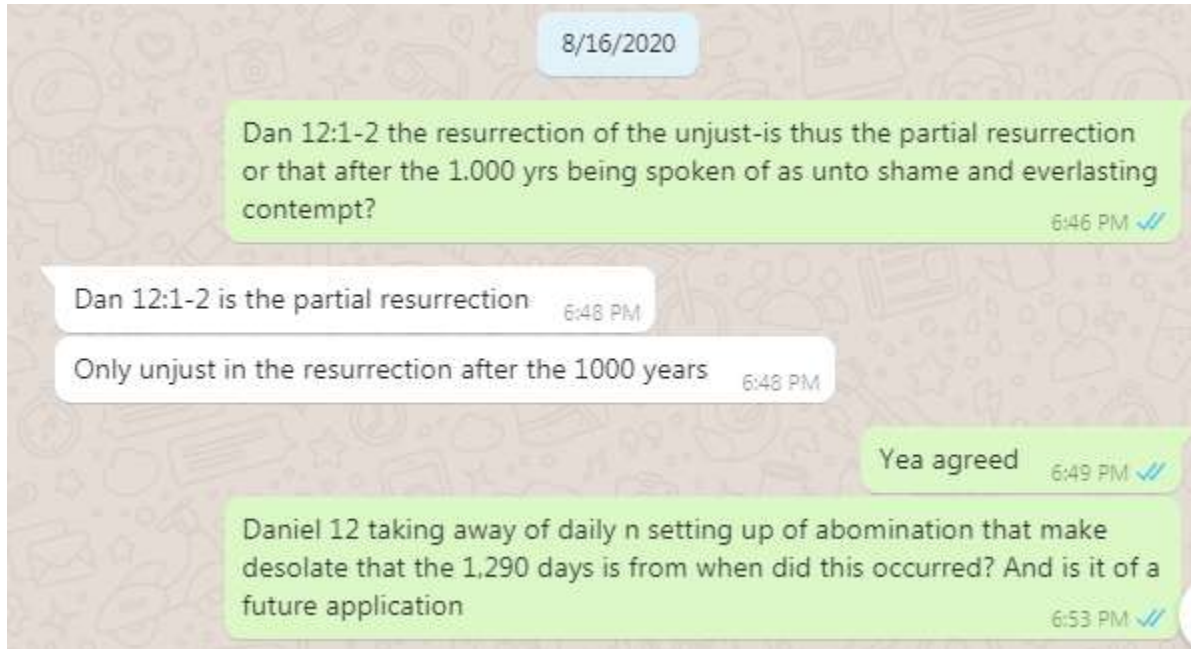 8/16/2020
Dan 12:1-2 the resurrection of the unjust-is thus the partial resurrection
or that after the 1.000 yrs being spoken of as unto shame and everlasting
contempt?
6:46 PM
Dan 12:1-2 is the partial resurrection
6:48 PM
Only unjust in the resurrection after the 1000 years
6:48 PM
Yea agreed
6:49 PM
Daniel 12 taking away of daily n setting up of abomination that make
desolate that the 1,290 days is from when did this occurred? And is it of a
future application
6:53 PM